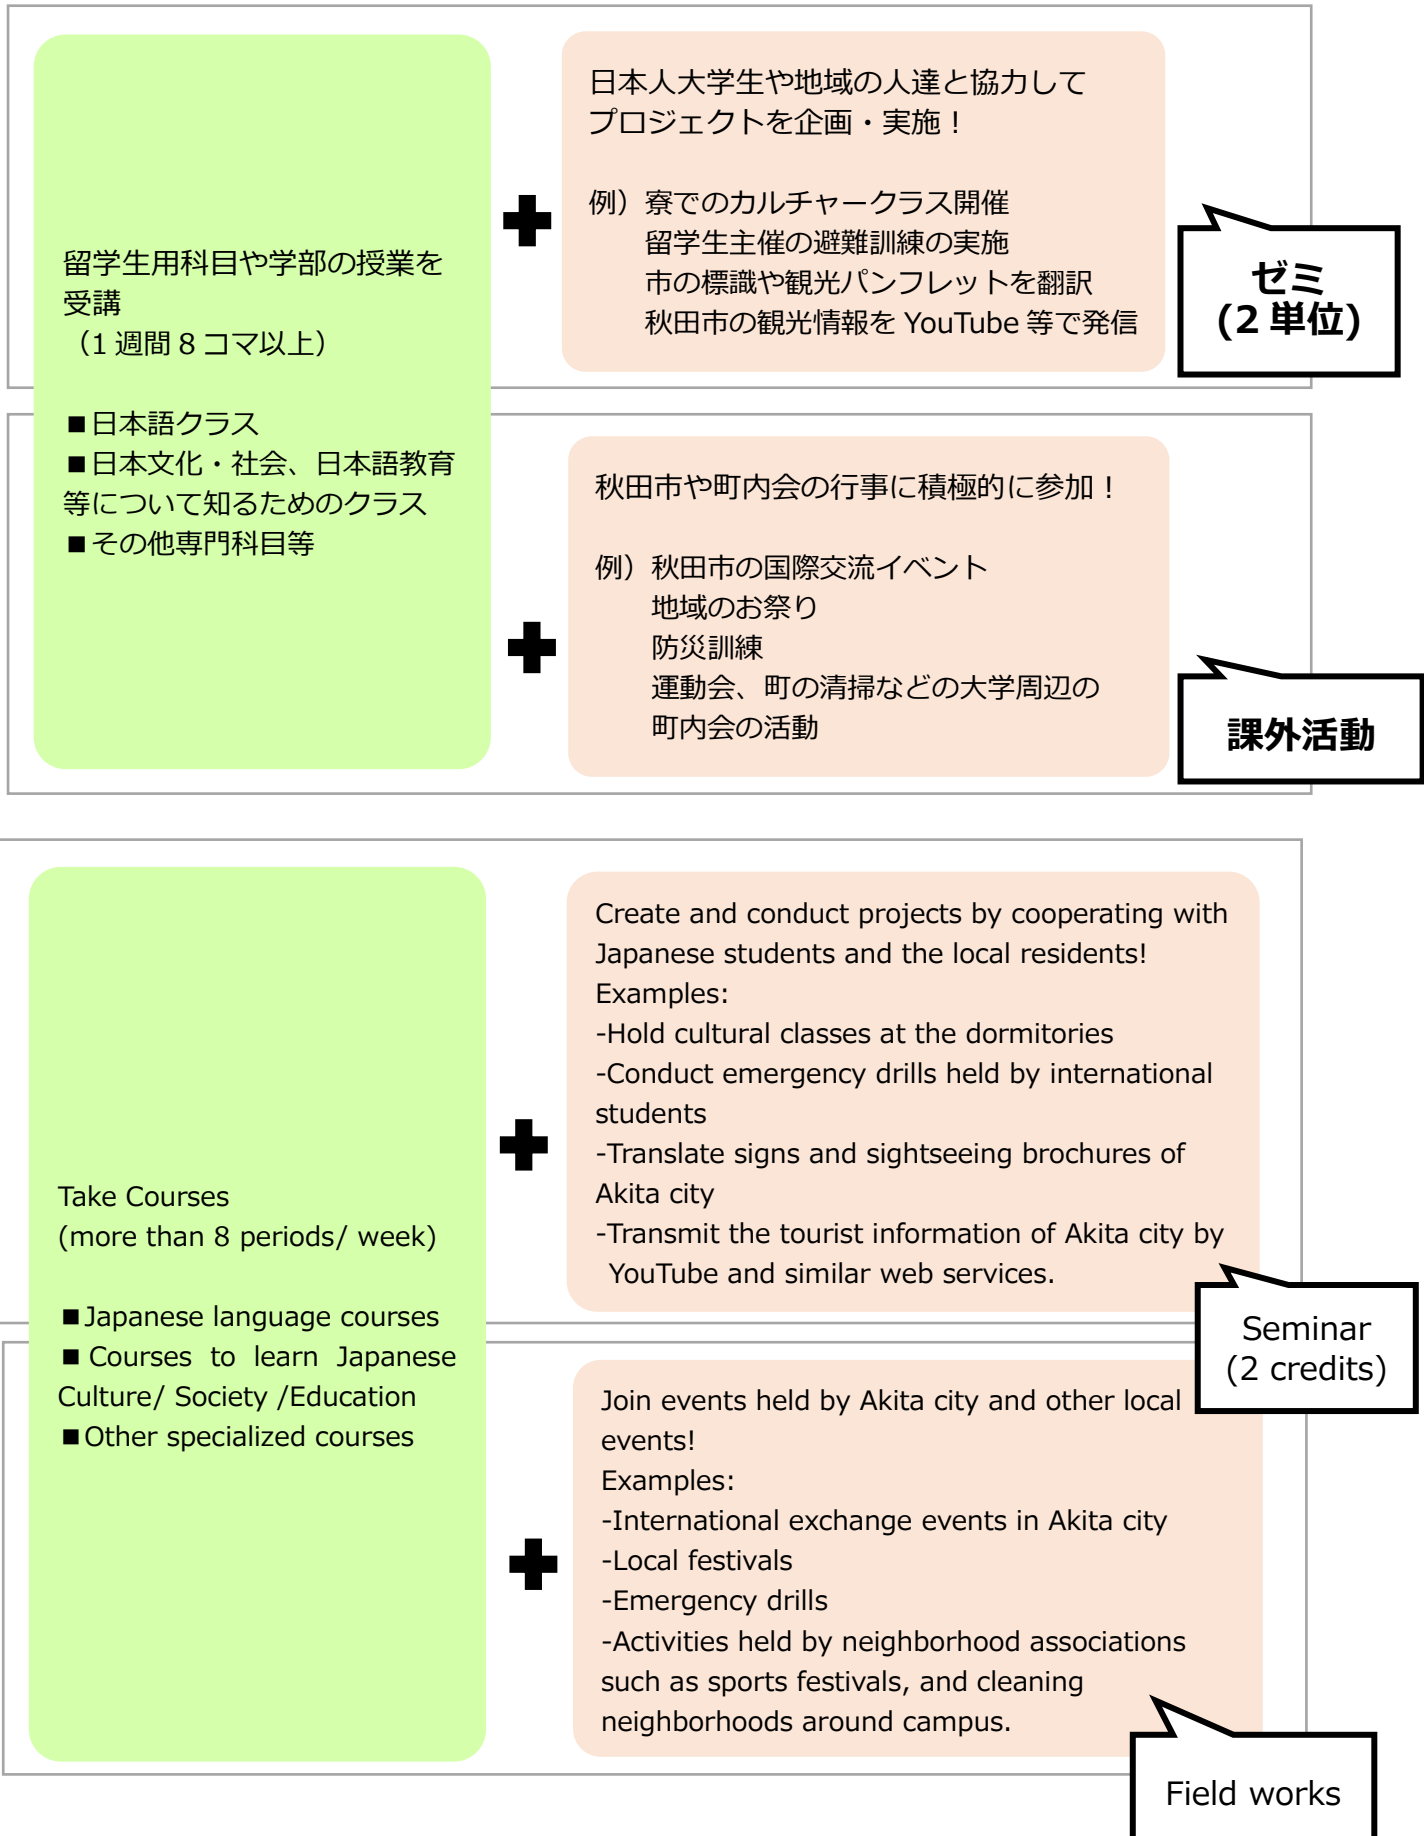 留学生用科目や学部の授業を
受講
（1 週間 8 コマ以上）
■日本語クラス
■日本文化・社会、日本語教育
等について知るためのクラス
■その他専門科目等
日本人大学生や地域の人達と協力して
プロジェクトを企画・実施！
例）寮でのカルチャークラス開催
留学生主催の避難訓練の実施
市の標識や観光パンフレットを翻訳
秋田市の観光情報を YouTube 等で発信
ゼミ
(2 単位)
秋田市や町内会の行事に積極的に参加！
例）秋田市の国際交流イベント
地域のお祭り
防災訓練
運動会、町の清掃などの大学周辺の
町内会の活動
課外活動
Take Courses
(more than 8 periods/ week)
■Japanese language courses
■ Courses to learn Japanese
Culture/ Society /Education
■Other specialized courses
Create and conduct projects by cooperating with
Japanese students and the local residents!
Examples:
-Hold cultural classes at the dormitories
-Conduct emergency drills held by international
students
-Translate signs and sightseeing brochures of
Akita city
-Transmit the tourist information of Akita city by
YouTube and similar web services.
Seminar
(2 credits)
Join events held by Akita city and other local
events!
Examples:
-International exchange events in Akita city
-Local festivals
-Emergency drills
-Activities held by neighborhood associations
such as sports festivals, and cleaning
neighborhoods around campus.
Field works